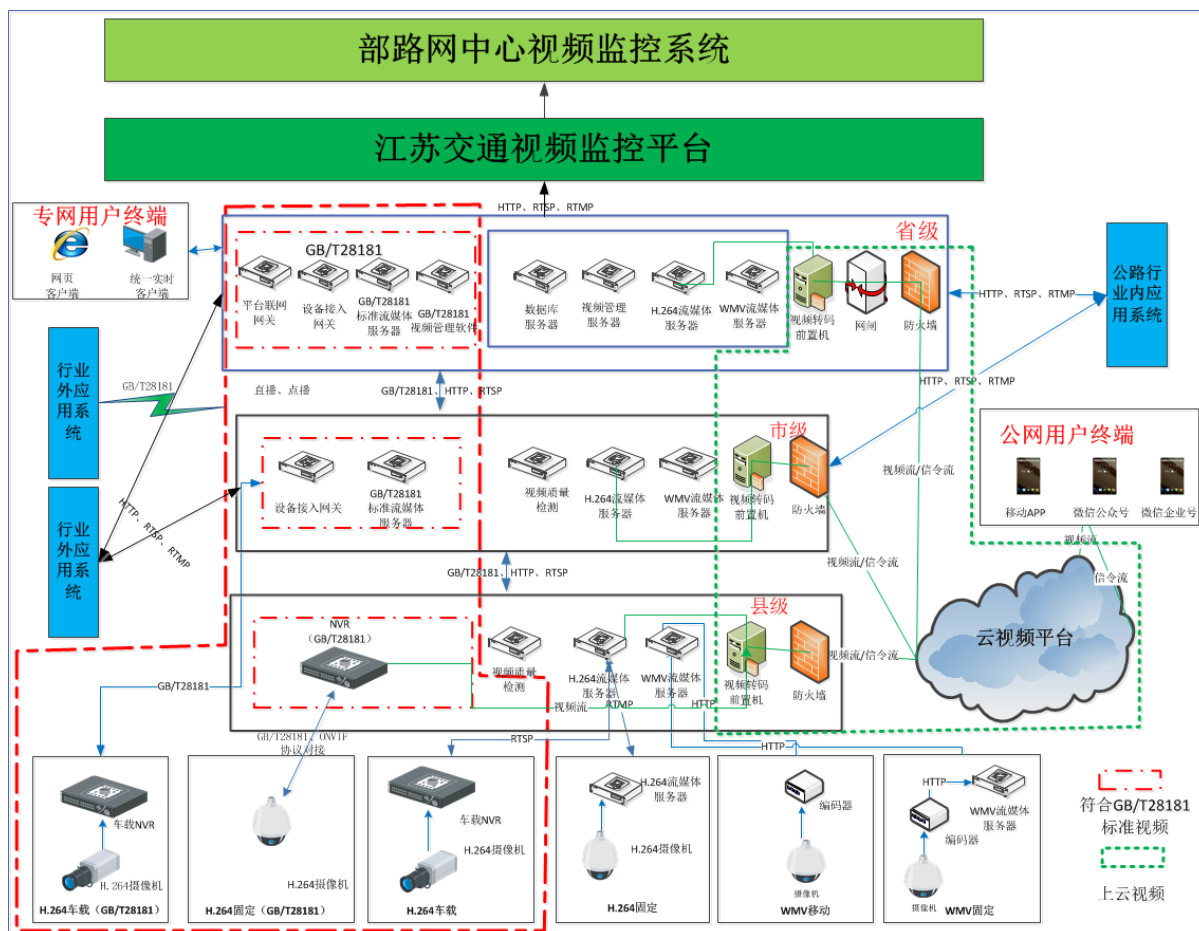 部路网中心视频监控系统
江苏交通视频监控平台
HTTP、RTSP、RTMP
专网用户终端
网页
客户端
统一实时
客户端
省级
GB/T28181
平台联网
网关
设备接入
网关
GB/T28181
标准流媒体
服务器
GB/T28181
视频管理软件
数据库
服务器
视频管理
服务器
H.264流媒体
服务器
WMV流媒体
服务器
视频转码
前置机
网闸
防火墙
HTTP、RTSP、RTMP
公路行
业内应
用系统
行业
外应
用系统
GB/T28181
直播、点播
GB/T28181、HTTP、RTSP
HTTP、RTSP、RTMP
市级
设备接入网关
GB/T28181
标准流媒体
服务器
视频质量
检测
H.264流媒体
服务器
WMV流媒体
服务器
视频转码
前置机
防火墙
视频流/信令流
公网用户终端
移动APP
微信公众号
微信企业号
视频流
信令流
行业
外应
用系统
HTTP、RTSP、RTMP
GB/T28181、HTTP、RTSP
视频流/信令流
县级
NVR
(GB/T28181)
视频质量
检测
H.264流媒体
服务器
WMV流媒体
服务器
视频转码
前置机
防火墙
视频流/信令流
云视频平台
GB/T28181
RTMP
HTTP
视频流
GB/T28181、ONVIF
协议对接
RTSP
HTTP
车载NVR
H.264摄像机
H.264车载（GB/T28181）
H.264摄像机
H.264固定（GB/T28181）
车载NVR
H.264摄像机
H.264车载
H.264流媒体
服务器
H.264摄像机
H.264固定
编码器
摄像机
WMV移动
HTTP
WMV流媒体
服务器
编码器
摄像机
WMV固定
符合GB/T28181
标准视频
上云视频